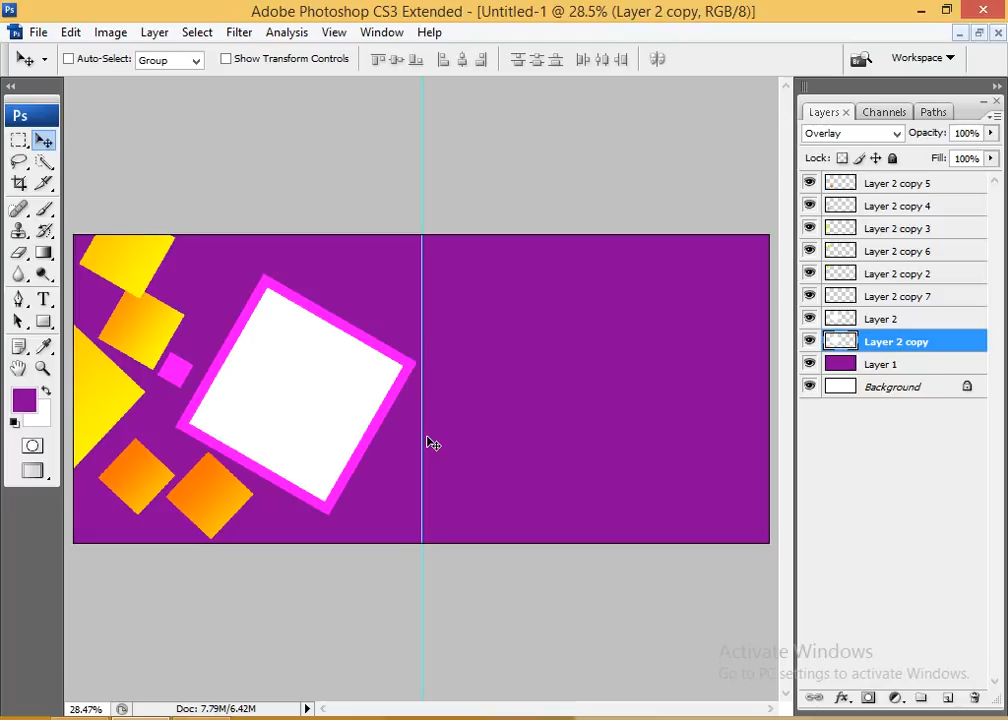 Ps Adobe Photoshop CS3 Extended - [Untitled-1 @ 28.5% (Layer 2 copy, RGB/8)]
Ps File Edit Image Layer Select Filter Analysis View Window Help
Auto-Select: Group Show Transform Controls Br Workspace
Ps
T
Layers × Channels Paths
Overlay Opacity: 100%
Lock: Fill: 100%
Layer 2 copy 5
Layer 2 copy 4
Layer 2 copy 3
Layer 2 copy 6
Layer 2 copy 2
Layer 2 copy 7
Layer 2
Layer 2 copy
Layer 1
Background
Activate Windows
Go to PC settings to activate Windows.
28.47% Doc: 7.79M/6.42M
fx